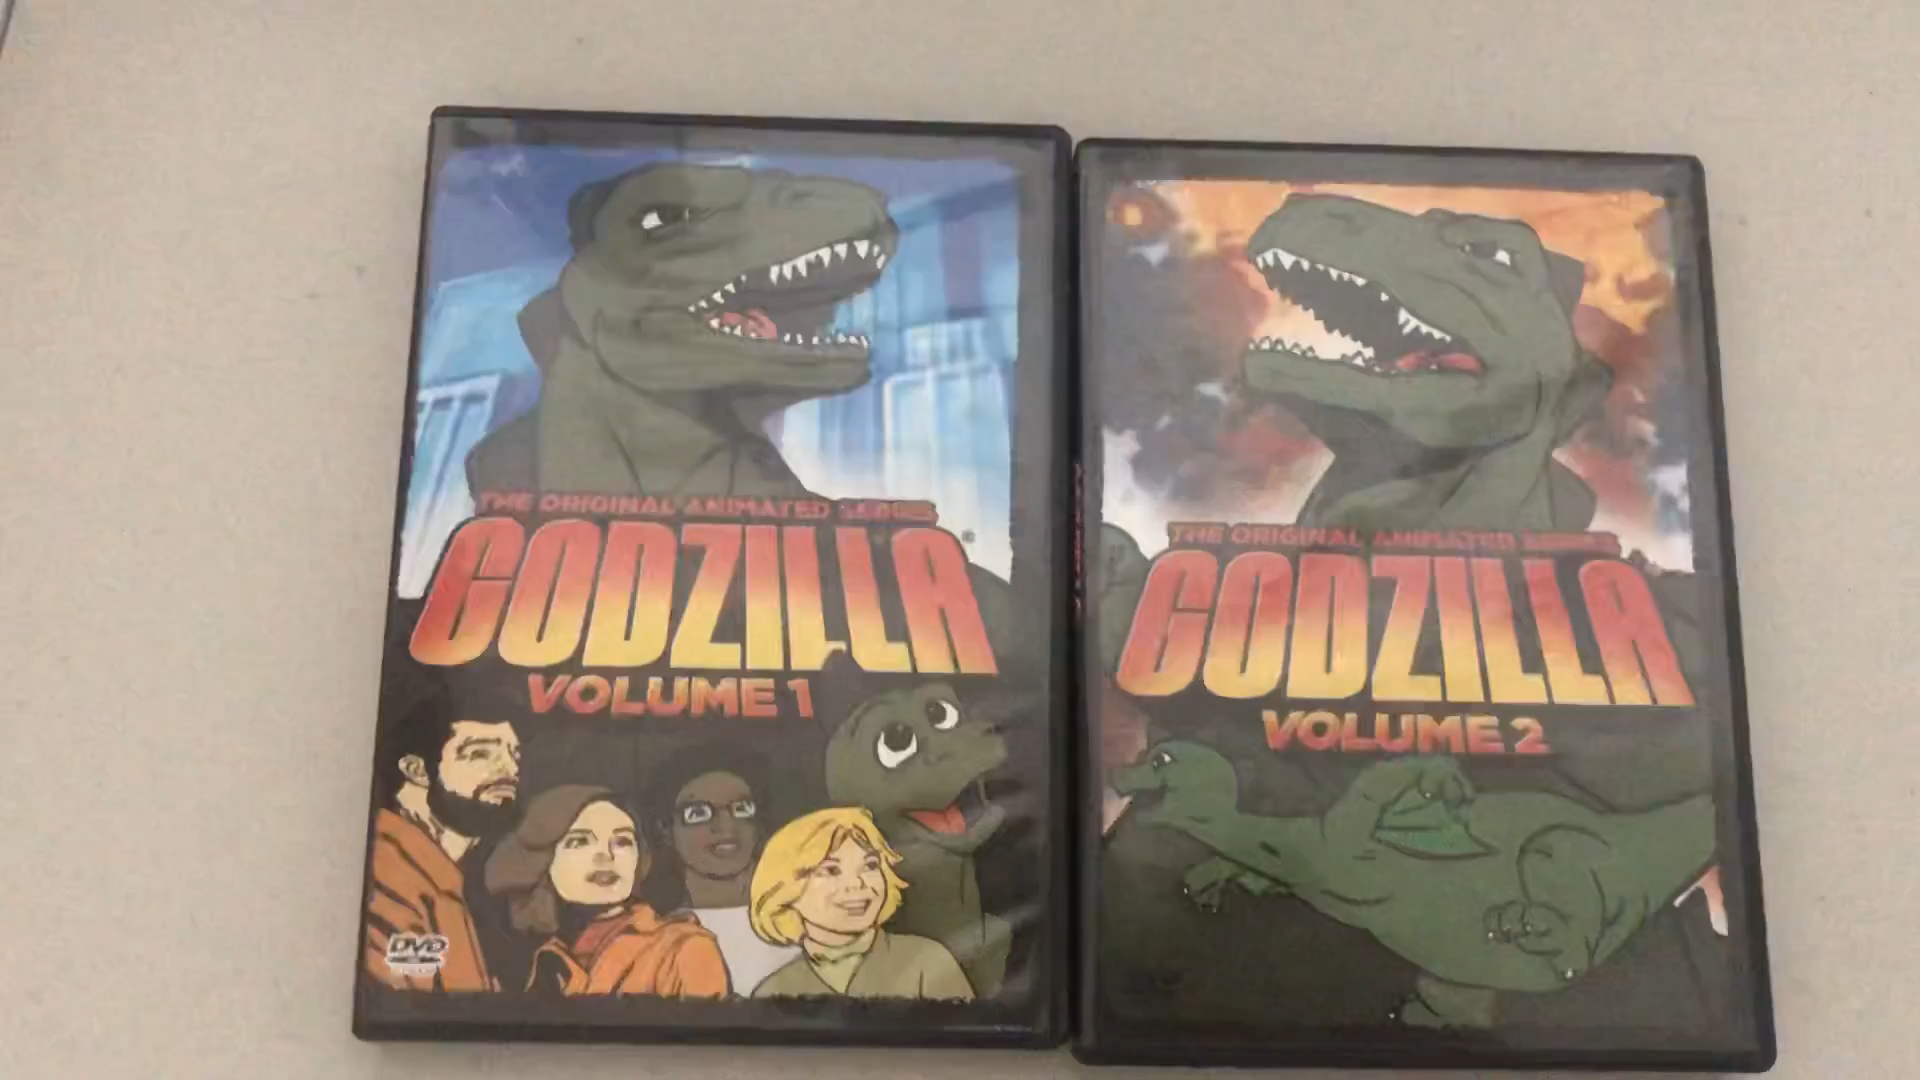 THE ORIGINAL ANIMATED SERIES
GODZILLA®
VOLUME 1
DVD
THE ORIGINAL ANIMATED SERIES
GODZILLA
VOLUME 2